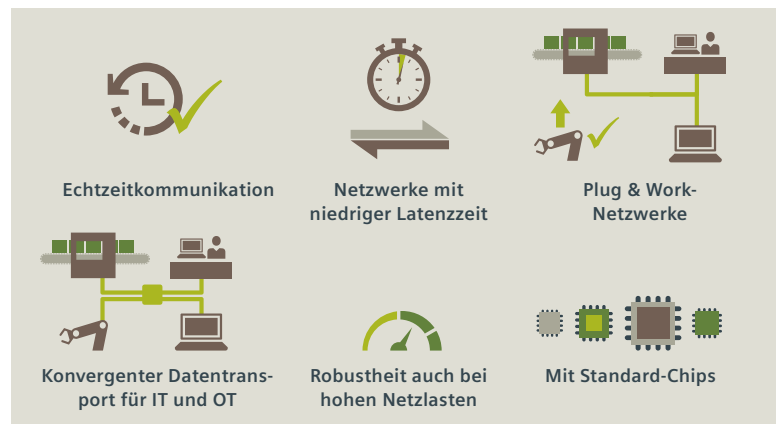 Echtzeitkommunikation
Netzwerke mit
niedriger Latenzzeit
Plug & Work-
Netzwerke
Konvergenter Datentrans-
port für IT und OT
Robustheit auch bei
hohen Netzlasten
Mit Standard-Chips